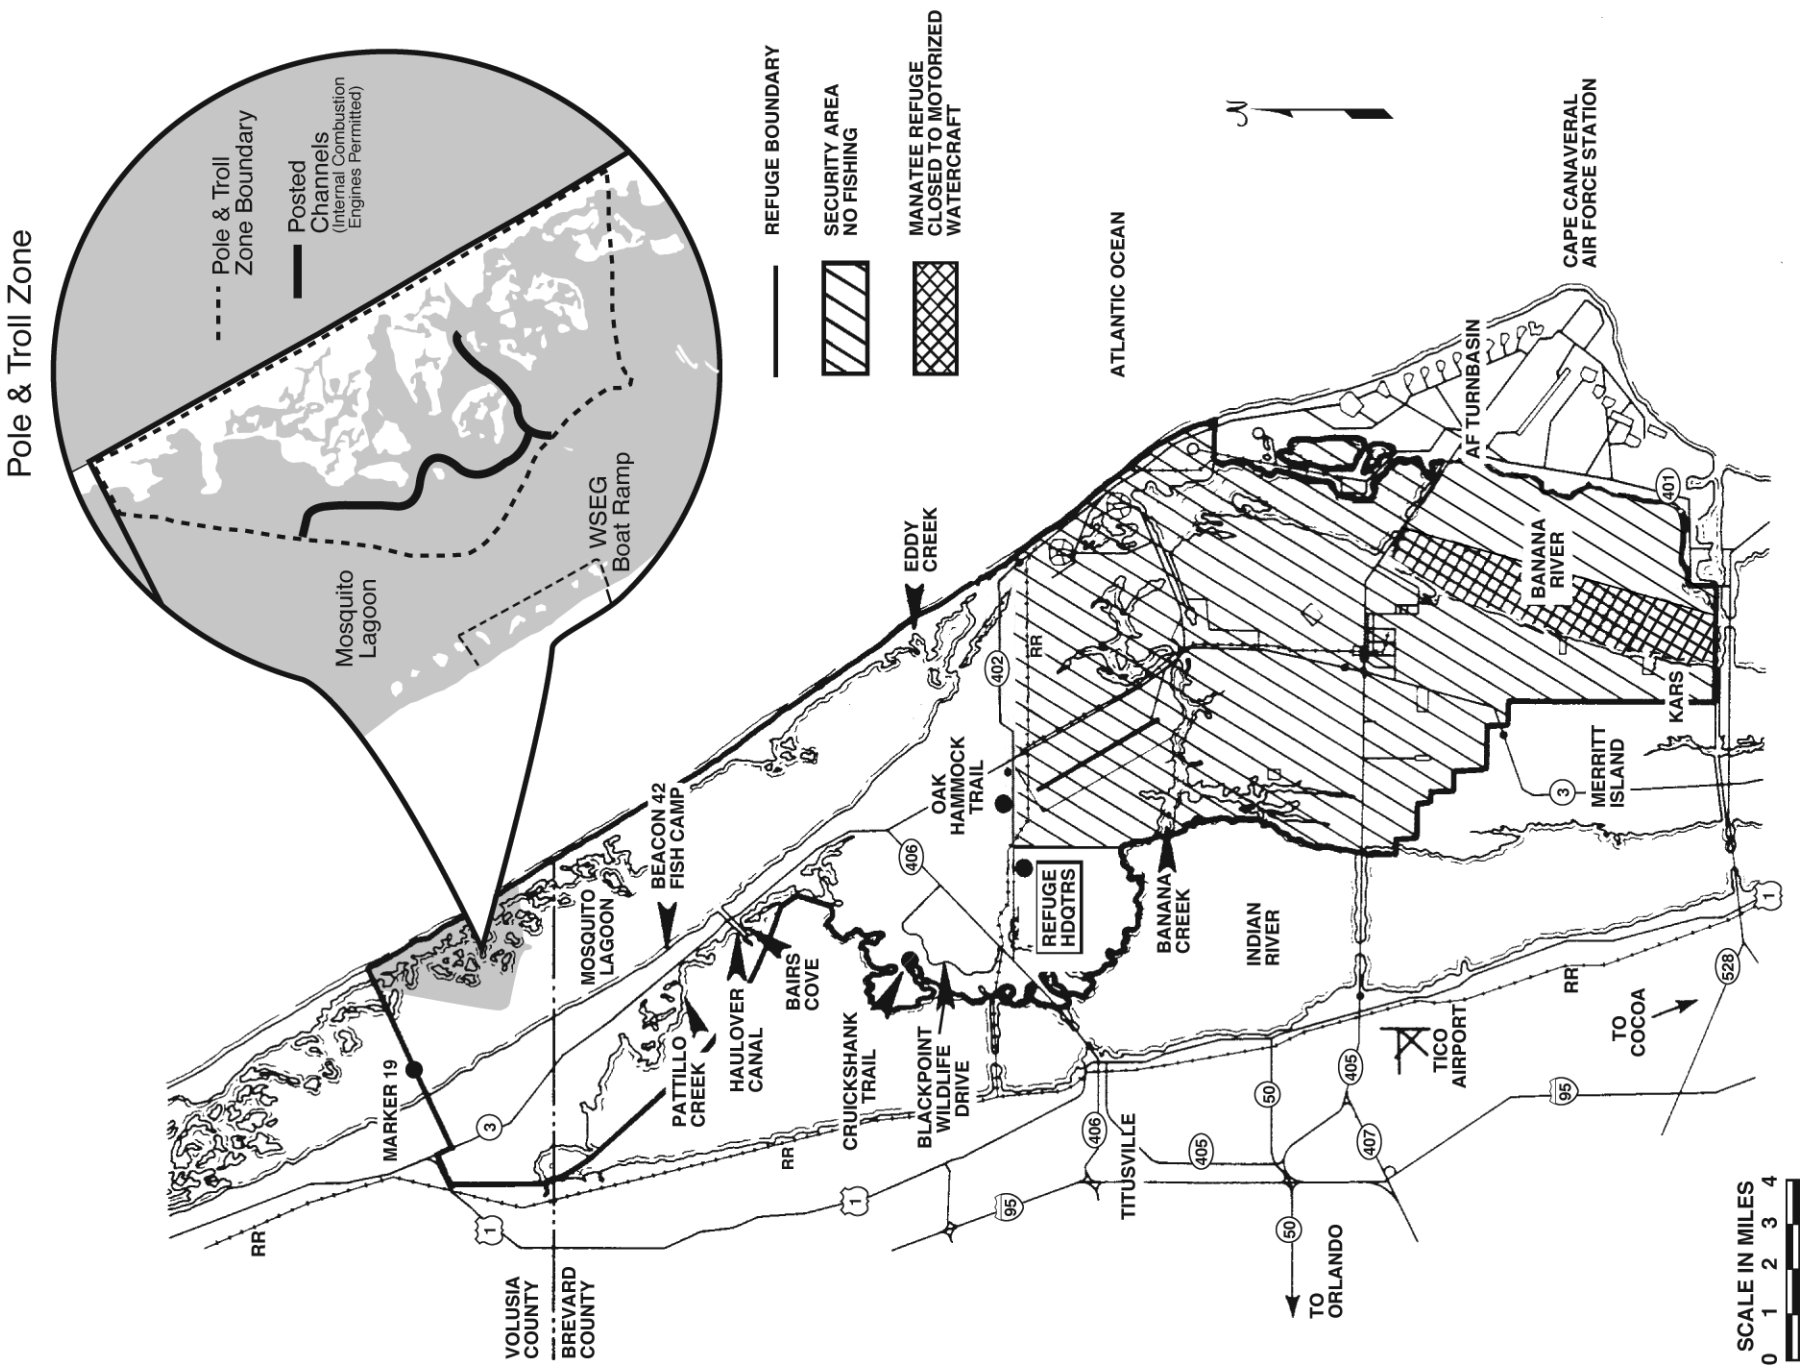 Pole & Troll Zone
Pole & Troll
Zone Boundary
Posted
Channels
(Internal Combustion
Engines Permitted)
Mosquito
Lagoon
WSEG
Boat Ramp
REFUGE BOUNDARY
SECURITY AREA
NO FISHING
MANATEE REFUGE
CLOSED TO MOTORIZED
WATERCRAFT
N
ATLANTIC OCEAN
CAPE CANAVERAL
AIR FORCE STATION
AF TURNBASIN
401
BANANA
RIVER
EDDY
CREEK
402
RR
KARS
MERRITT
ISLAND
3
OAK
HAMMOCK
TRAIL
BEACON 42
FISH CAMP
406
MOSQUITO
LAGOON
REFUGE
HDQTRS
BANANA
CREEK
INDIAN
RIVER
BAIRS
COVE
HAULOVER
CANAL
PATTILLO
CREEK
CRUICKSHANK
TRAIL
BLACKPOINT
WILDLIFE
DRIVE
MARKER 19
3
RR
RR
RR
1
1
1
528
TO
COCOA
TICO
AIRPORT
405
50
95
407
405
406
TITUSVILLE
95
50
TO
ORLANDO
VOLUSIA
COUNTY
BREVARD
COUNTY
SCALE IN MILES
0 1 2 3 4